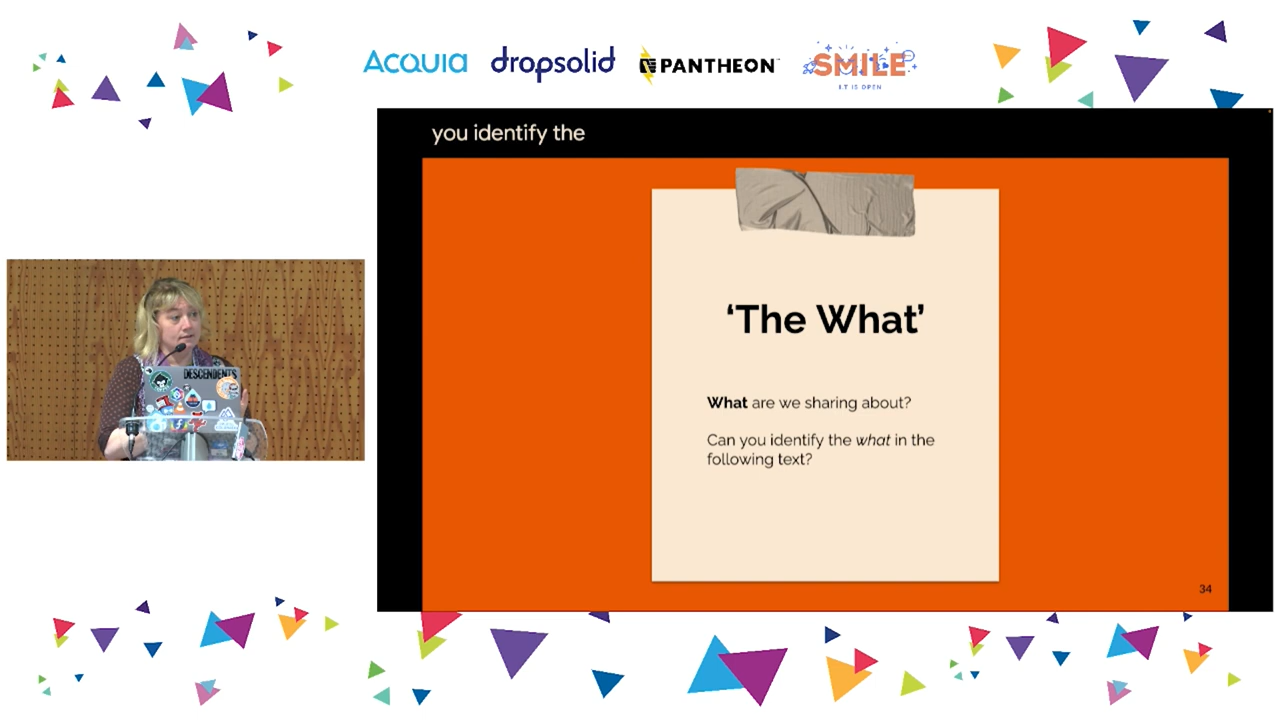 Acquia
dropsolid
PANTHEON
SMILE
I.T IS OPEN
you identify the
‘The What’
What are we sharing about?
Can you identify the what in the
following text?
34
DESCENDENTS